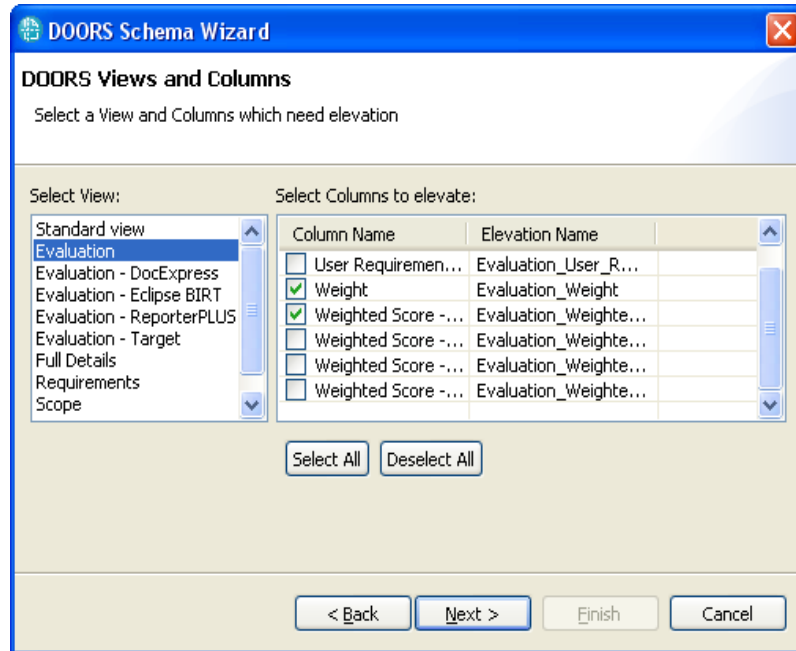 DOORS Schema Wizard
DOORS Views and Columns
Select a View and Columns which need elevation
Select View:
Standard view
Evaluation
Evaluation - DocExpress
Evaluation - Eclipse BIRT
Evaluation - ReporterPLUS
Evaluation - Target
Full Details
Requirements
Scope
Select Columns to elevate:
Column Name Elevation Name
User Requiremen... Evaluation_User_R...
Weight Evaluation_Weight
Weighted Score -... Evaluation_Weighte...
Weighted Score -... Evaluation_Weighte...
Weighted Score -... Evaluation_Weighte...
Weighted Score -... Evaluation_Weighte...
Select All Deselect All
< Back Next > Finish Cancel